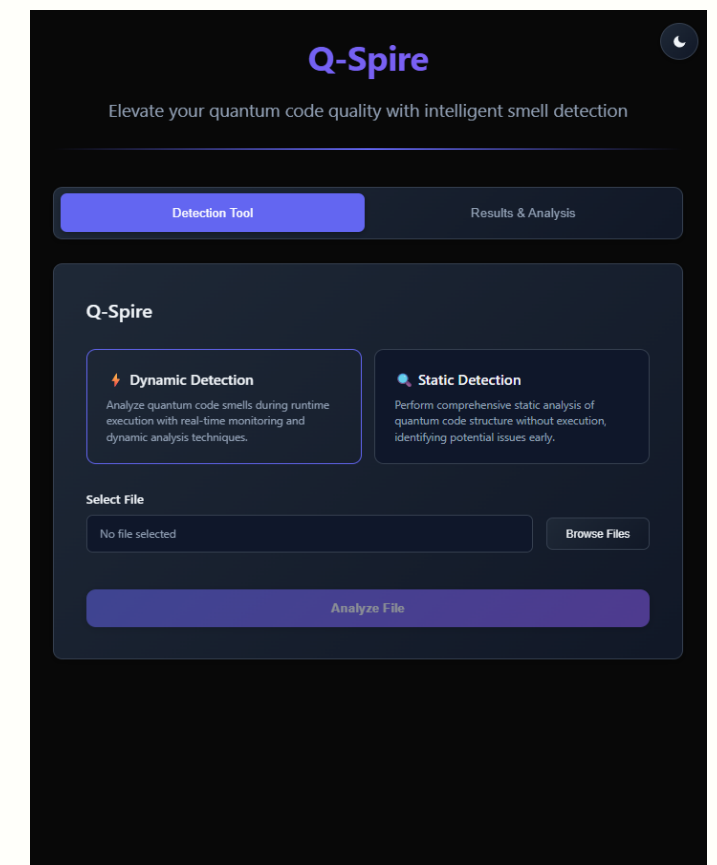 Q-Spire
Elevate your quantum code quality with intelligent smell detection
Detection Tool
Results & Analysis
Q-Spire
Dynamic Detection
Analyze quantum code smells during runtime
execution with real-time monitoring and
dynamic analysis techniques.
Static Detection
Perform comprehensive static analysis of
quantum code structure without execution,
identifying potential issues early.
Select File
No file selected
Browse Files
Analyze File